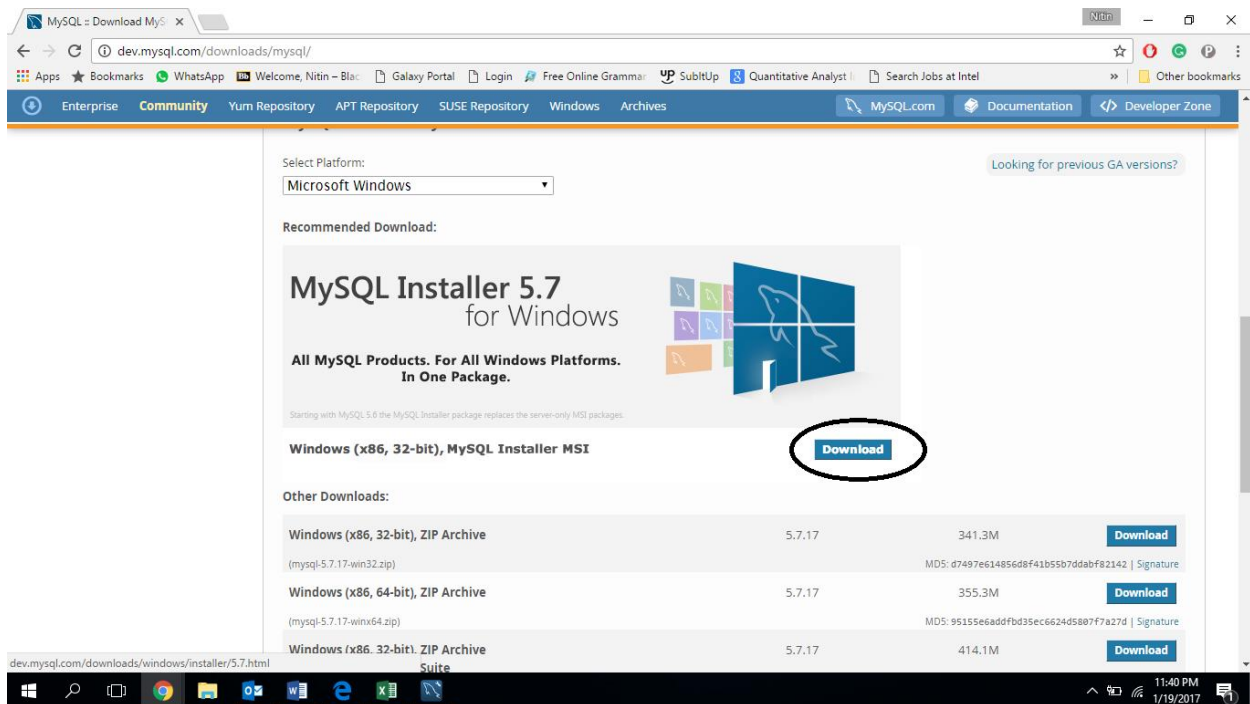 MySQL :: Download MyS
Nitin
dev.mysql.com/downloads/mysql/
Apps
Bookmarks
WhatsApp
Bb
Welcome, Nitin – Blac
Galaxy Portal
Login
Free Online Grammar
UP
SubItUp
Quantitative Analyst
Search Jobs at Intel
»
Other bookmarks
Enterprise
Community
Yum Repository
APT Repository
SUSE Repository
Windows
Archives
MySQL.com
Documentation
Developer Zone
Select Platform:
Looking for previous GA versions?
Microsoft Windows
Recommended Download:
MySQL Installer 5.7
for Windows
All MySQL Products. For All Windows Platforms.
In One Package.
Starting with MySQL 5.6 the MySQL Installer package replaces the server-only MSI packages.
Windows (x86, 32-bit), MySQL Installer MSI
Download
Other Downloads:
Windows (x86, 32-bit), ZIP Archive 5.7.17 341.3M Download
(mysql-5.7.17-win32.zip) MD5: d7497e614856d8f41b55b7ddabf82142 | Signature
Windows (x86, 64-bit), ZIP Archive 5.7.17 355.3M Download
(mysql-5.7.17-winx64.zip) MD5: 95155e6addfbd35ec6624d5807f7a27d | Signature
Windows (x86, 32-bit), ZIP Archive 5.7.17 414.1M Download
Suite
dev.mysql.com/downloads/windows/installer/5.7.html
11:40 PM
1/19/2017